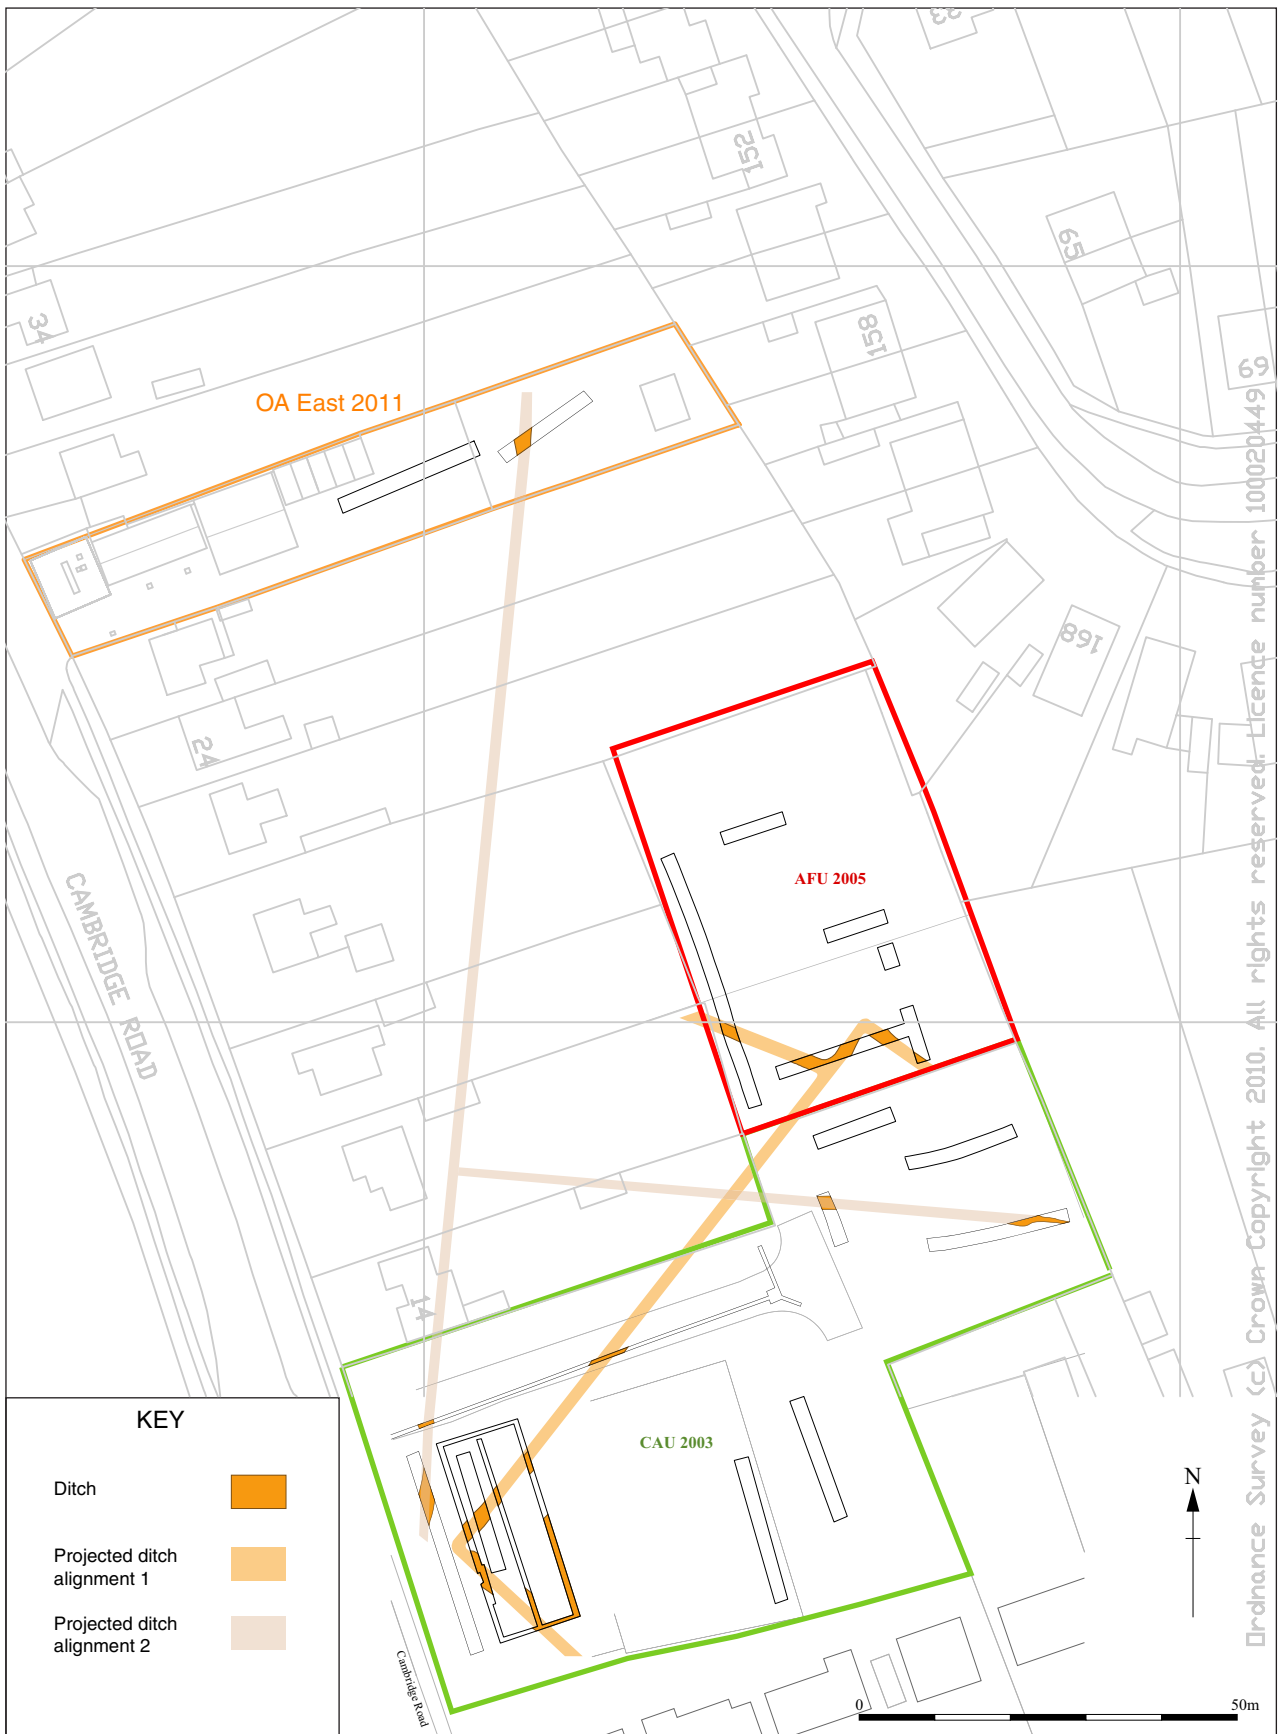 33
152
65
34
158
69
OA East 2011
168
24
CAMBRIDGE ROAD
AFU 2005
14
CAU 2003
KEY
Ditch
Projected ditch
alignment 1
Projected ditch
alignment 2
Cambridge Road
N
0
50m
Ordnance Survey (c) Crown Copyright 2010. All rights reserved. Licence number 100020449